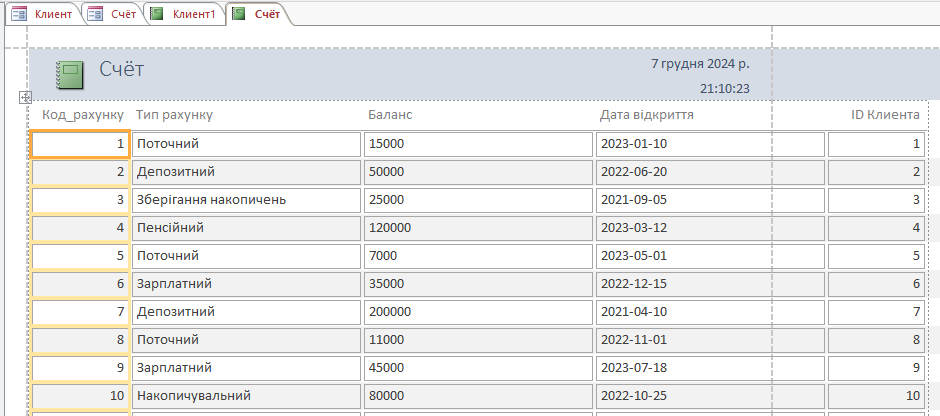 Клиент Счёт Клиент1 Счёт
Счёт
7 грудня 2024 р.
21:10:23
Код_рахунку Тип рахунку Баланс Дата відкриття ID Клиента
1 Поточний 15000 2023-01-10 1
2 Депозитний 50000 2022-06-20 2
3 Зберігання накопичень 25000 2021-09-05 3
4 Пенсійний 120000 2023-03-12 4
5 Поточний 7000 2023-05-01 5
6 Зарплатний 35000 2022-12-15 6
7 Депозитний 200000 2021-04-10 7
8 Поточний 11000 2022-11-01 8
9 Зарплатний 45000 2023-07-18 9
10 Накопичувальний 80000 2022-10-25 10